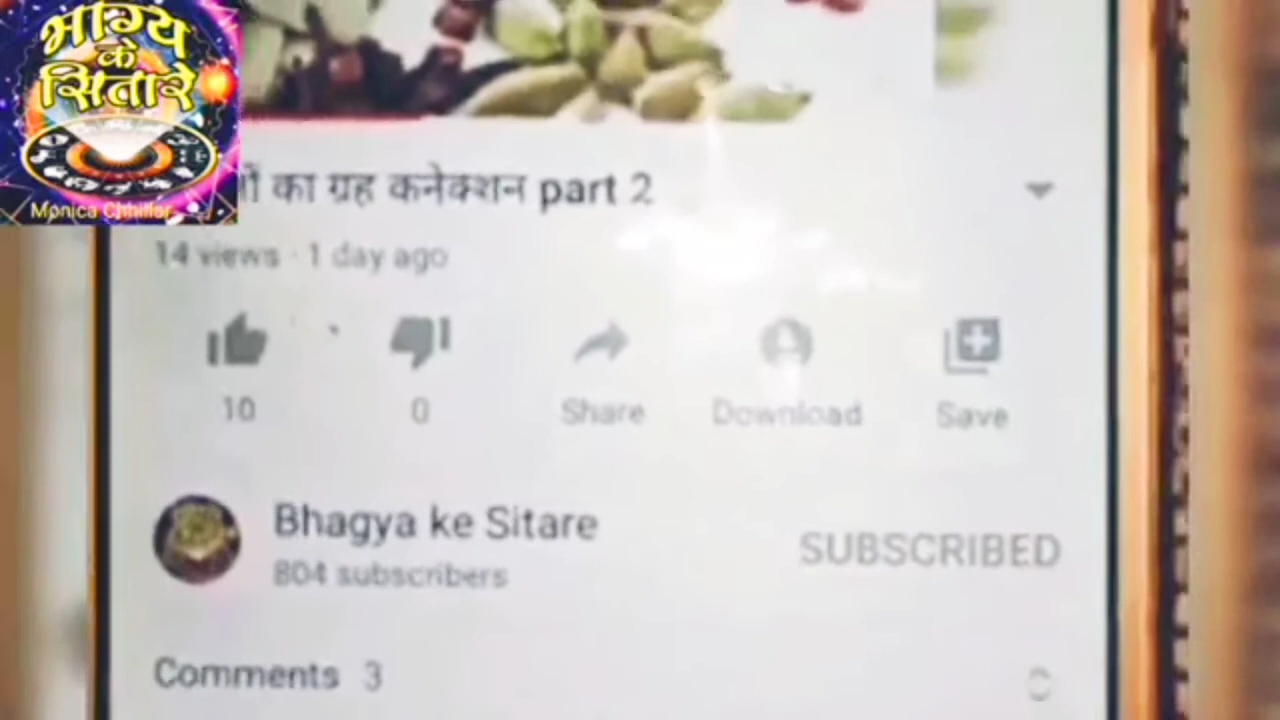 भाग्य
के
सितारे
Monica Chhillar
का ग्रह कनेक्शन part 2
14 views · 1 day ago
10
0
Share
Download
Save
Bhagya ke Sitare
804 subscribers
SUBSCRIBED
Comments 3